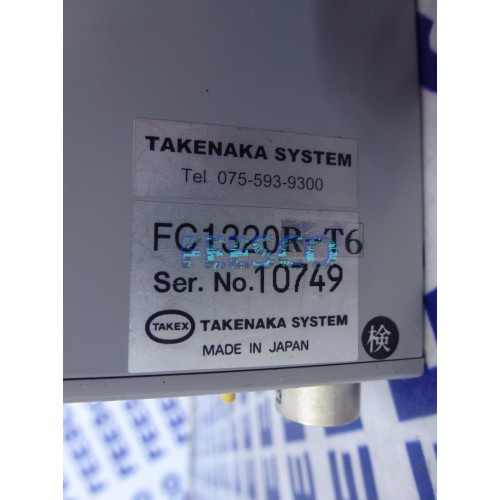 TAKENAKA SYSTEM
Tel 075-593-9300
FC1320R-T6
Ser. No.10749
TAKEX TAKENAKA SYSTEM
MADE IN JAPAN
検